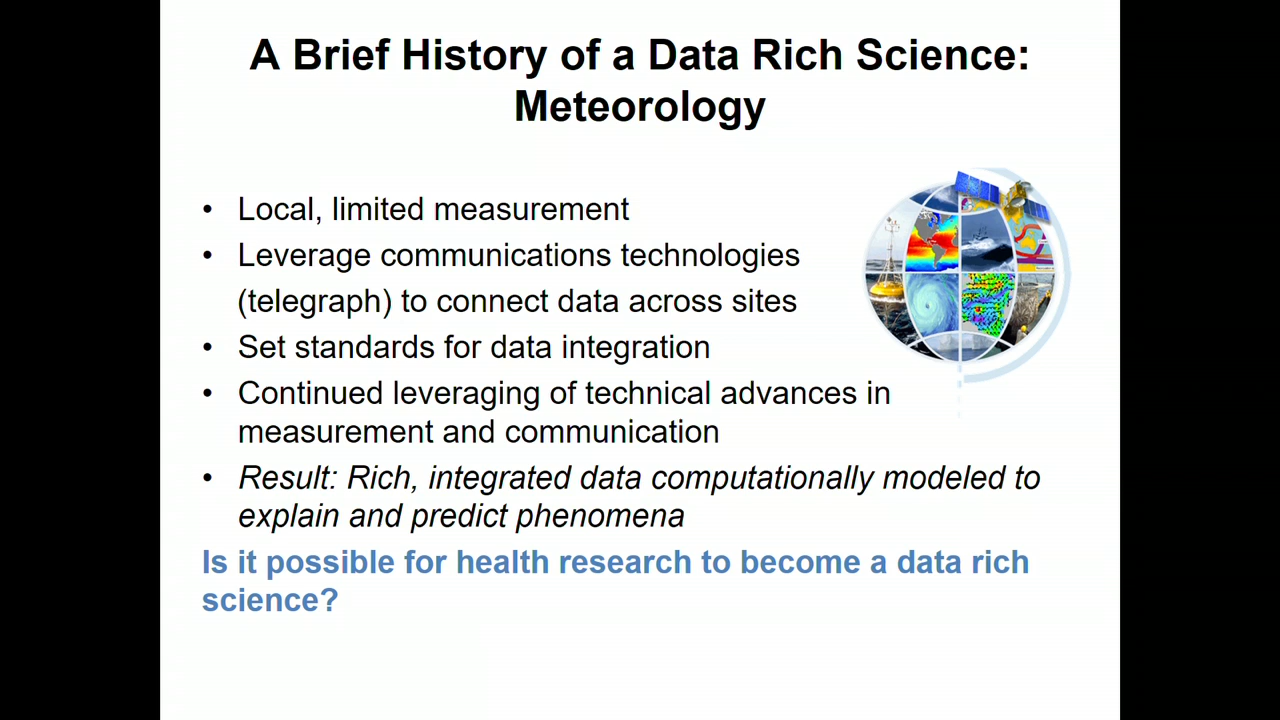 A Brief History of a Data Rich Science:
Meteorology
• Local, limited measurement
• Leverage communications technologies
(telegraph) to connect data across sites
• Set standards for data integration
• Continued leveraging of technical advances in
measurement and communication
• Result: Rich, integrated data computationally modeled to
explain and predict phenomena
Is it possible for health research to become a data rich
science?